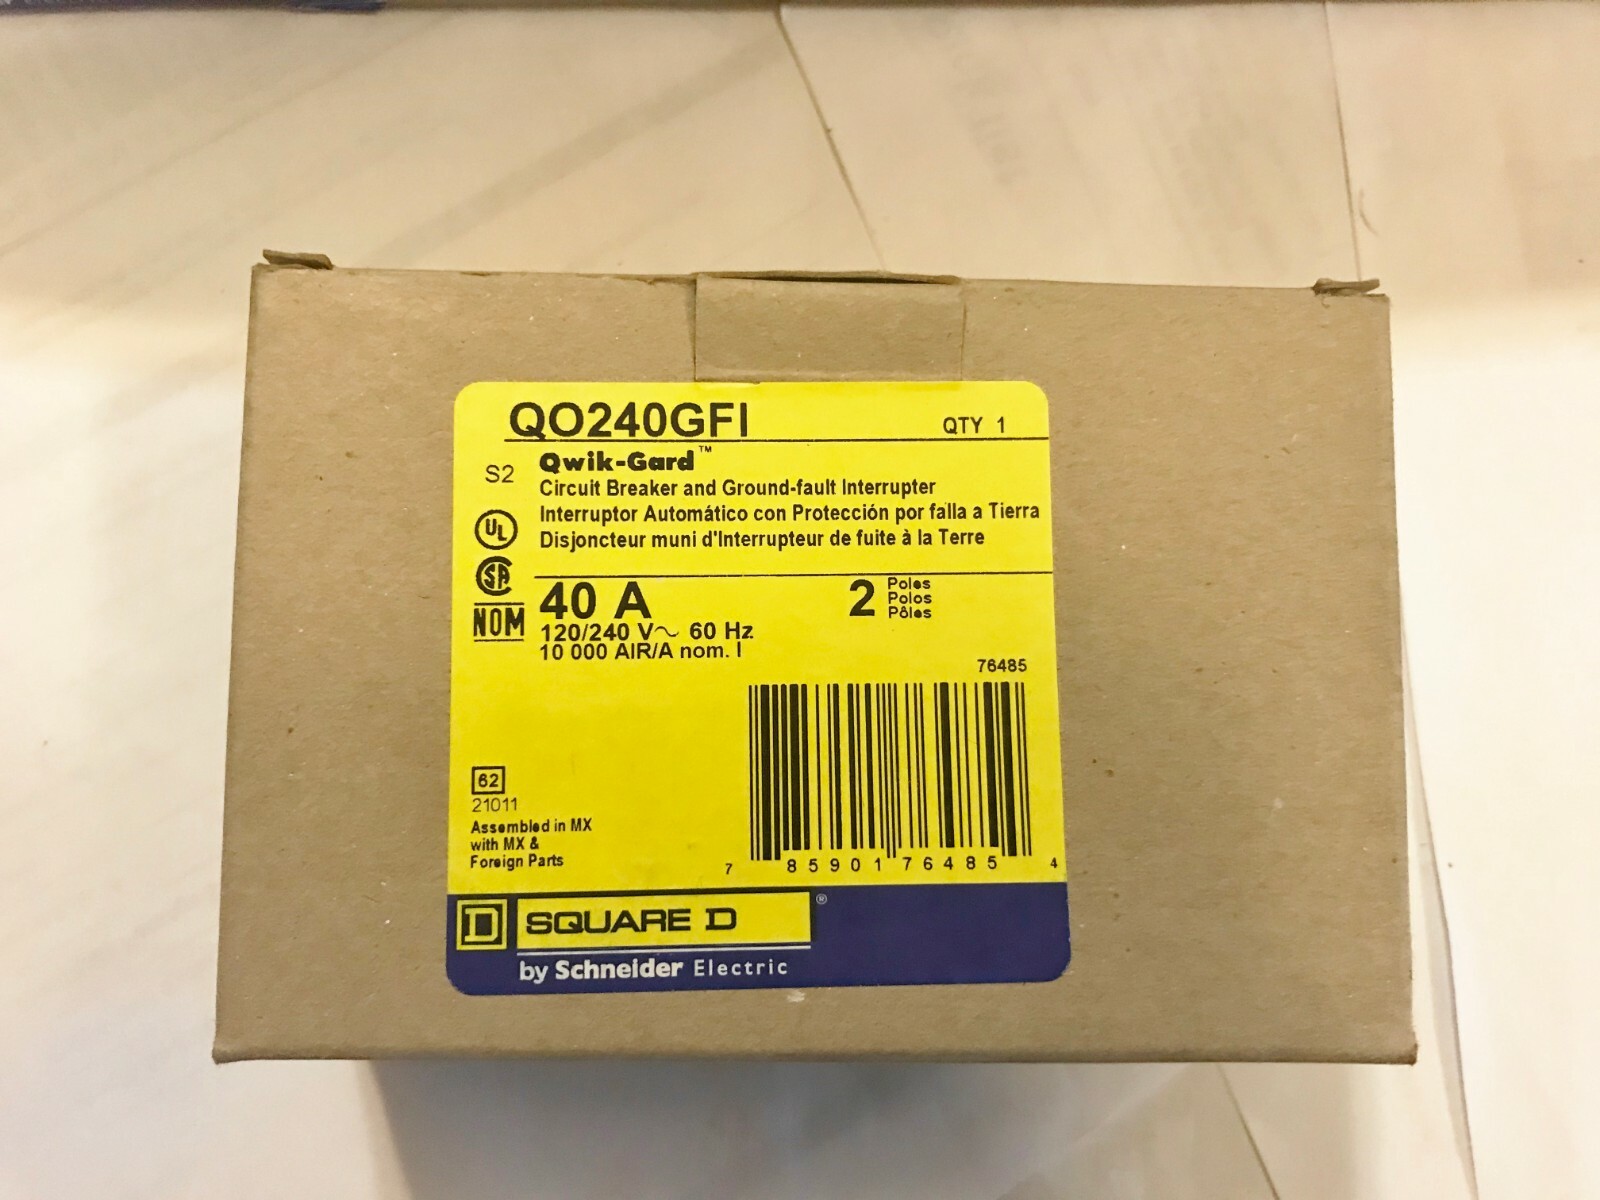 QO240GFI QTY 1
S2 Qwik-Gard™
Circuit Breaker and Ground-fault Interrupter
Interruptor Automático con Protección por falla a Tierra
Disjoncteur muni d'Interrupteur de fuite à la Terre
UL
SA
NOM
40 A 2 Poles
Polos
Pôles
120/240 V~ 60 Hz
10 000 AIR/A nom. I
76485
7 85901 76485 4
62
21011
Assembled in MX
with MX &
Foreign Parts
D SQUARE D ®
by Schneider Electric